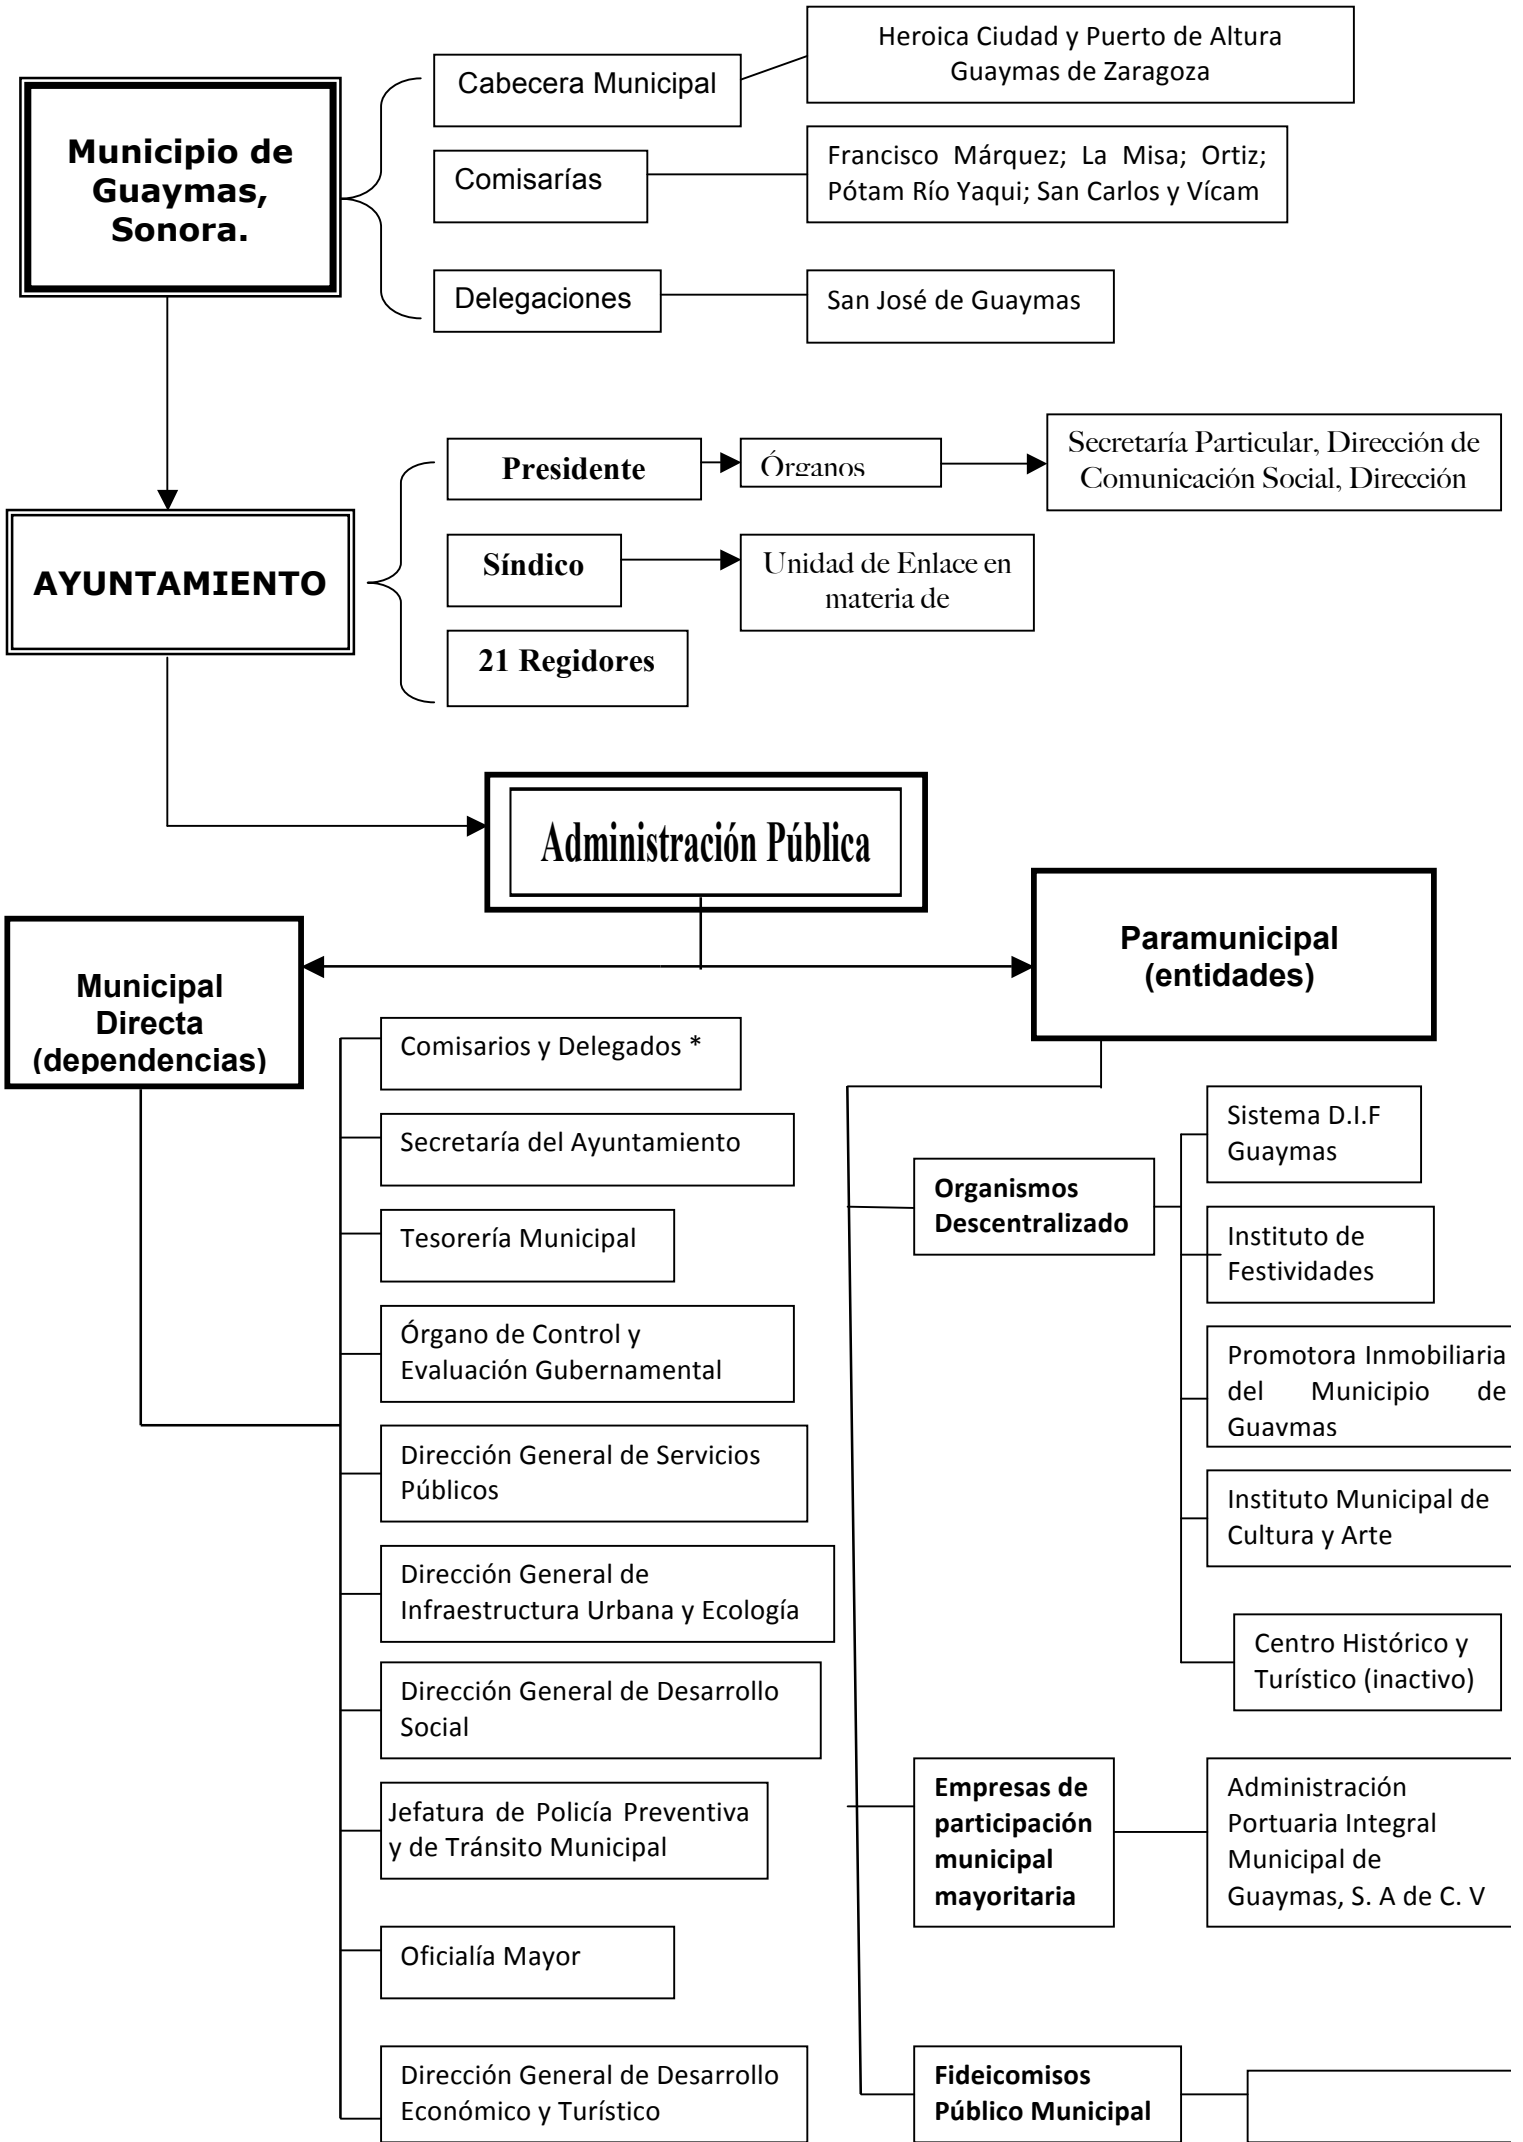 Municipio de
Guaymas,
Sonora.
Cabecera Municipal
Heroica Ciudad y Puerto de Altura
Guaymas de Zaragoza
Comisarías
Francisco Márquez; La Misa; Ortiz;
Pótam Río Yaqui; San Carlos y Vícam
Delegaciones
San José de Guaymas
AYUNTAMIENTO
Presidente
Órganos
Secretaría Particular, Dirección de
Comunicación Social, Dirección
Síndico
Unidad de Enlace en
materia de
21 Regidores
Administración Pública
Municipal
Directa
(dependencias)
Comisarios y Delegados *
Secretaría del Ayuntamiento
Tesorería Municipal
Órgano de Control y
Evaluación Gubernamental
Dirección General de Servicios
Públicos
Dirección General de
Infraestructura Urbana y Ecología
Dirección General de Desarrollo
Social
Jefatura de Policía Preventiva
y de Tránsito Municipal
Oficialía Mayor
Dirección General de Desarrollo
Económico y Turístico
Paramunicipal
(entidades)
Organismos
Descentralizado
Sistema D.I.F
Guaymas
Instituto de
Festividades
Promotora Inmobiliaria
del Municipio de
Guaymas
Instituto Municipal de
Cultura y Arte
Centro Histórico y
Turístico (inactivo)
Empresas de
participación
municipal
mayoritaria
Administración
Portuaria Integral
Municipal de
Guaymas, S. A de C. V
Fideicomisos
Público Municipal